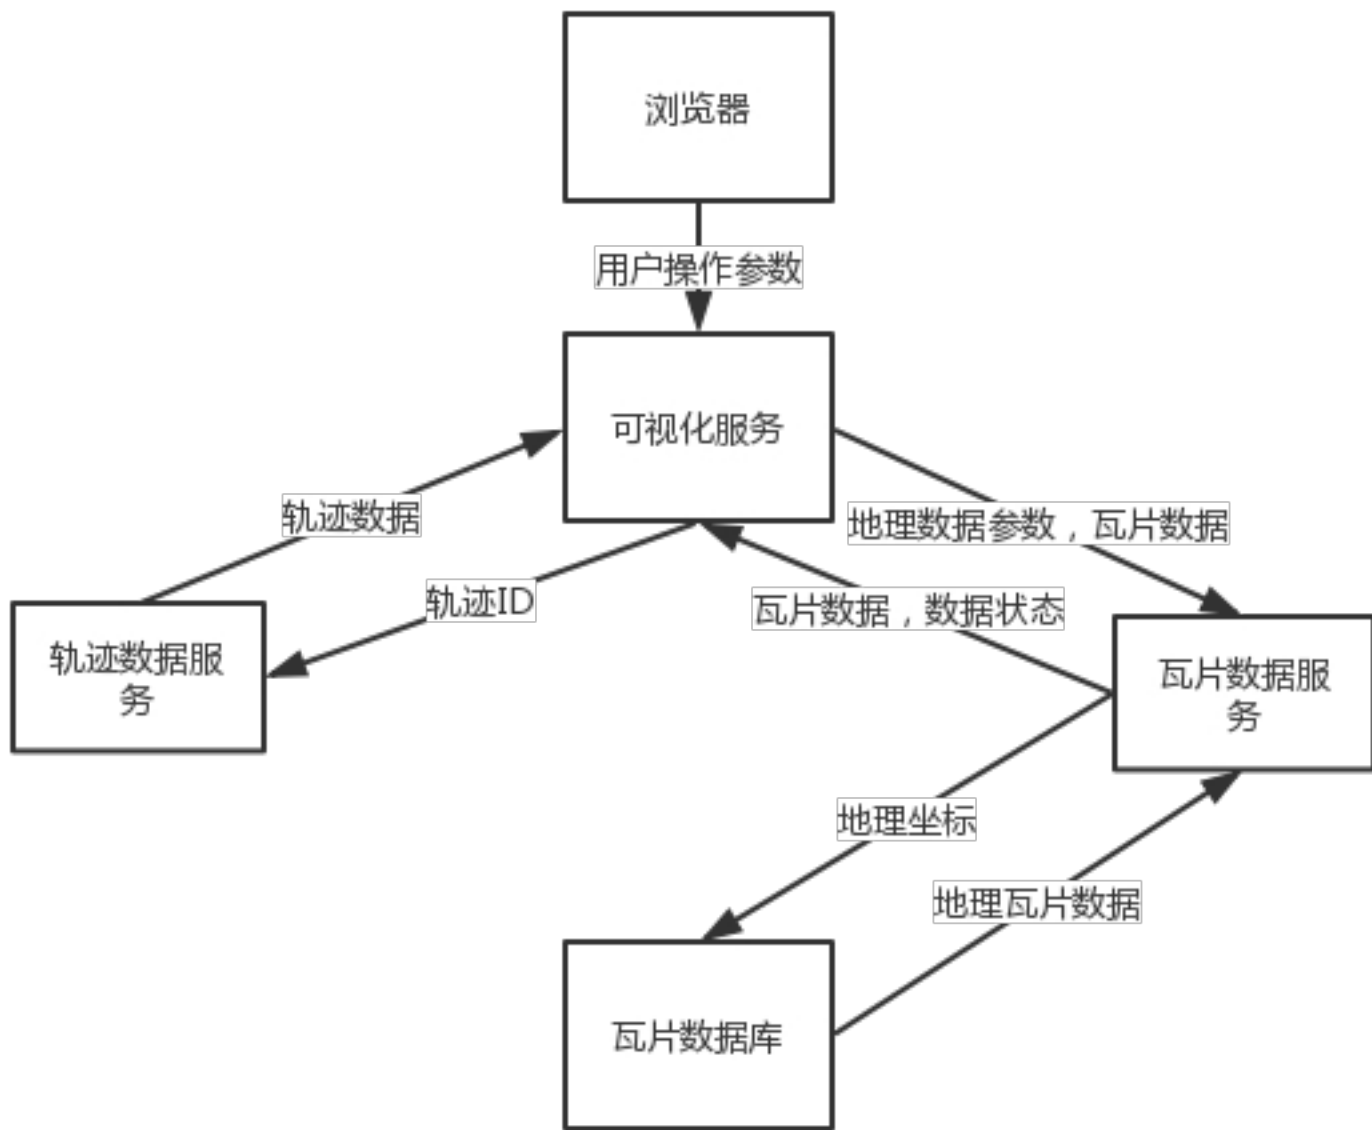 浏览器
用户操作参数
可视化服务
轨迹数据
地理数据参数，瓦片数据
轨迹ID
瓦片数据，数据状态
轨迹数据服
务
瓦片数据服
务
地理坐标
地理瓦片数据
瓦片数据库